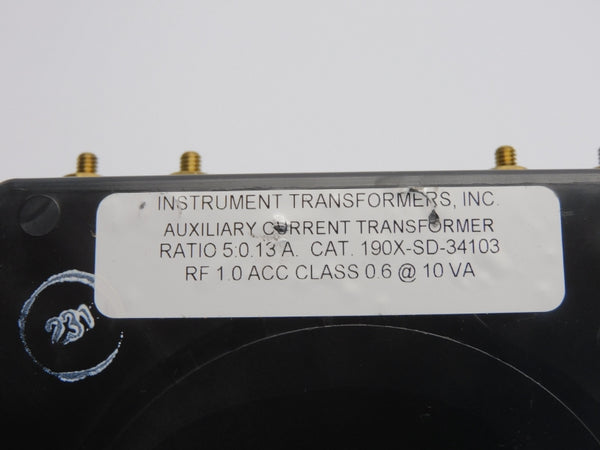 INSTRUMENT TRANSFORMERS, INC.
AUXILIARY CURRENT TRANSFORMER
RATIO 5:0.13 A. CAT. 190X-SD-34103
RF 1.0 ACC CLASS 0.6 @ 10 VA